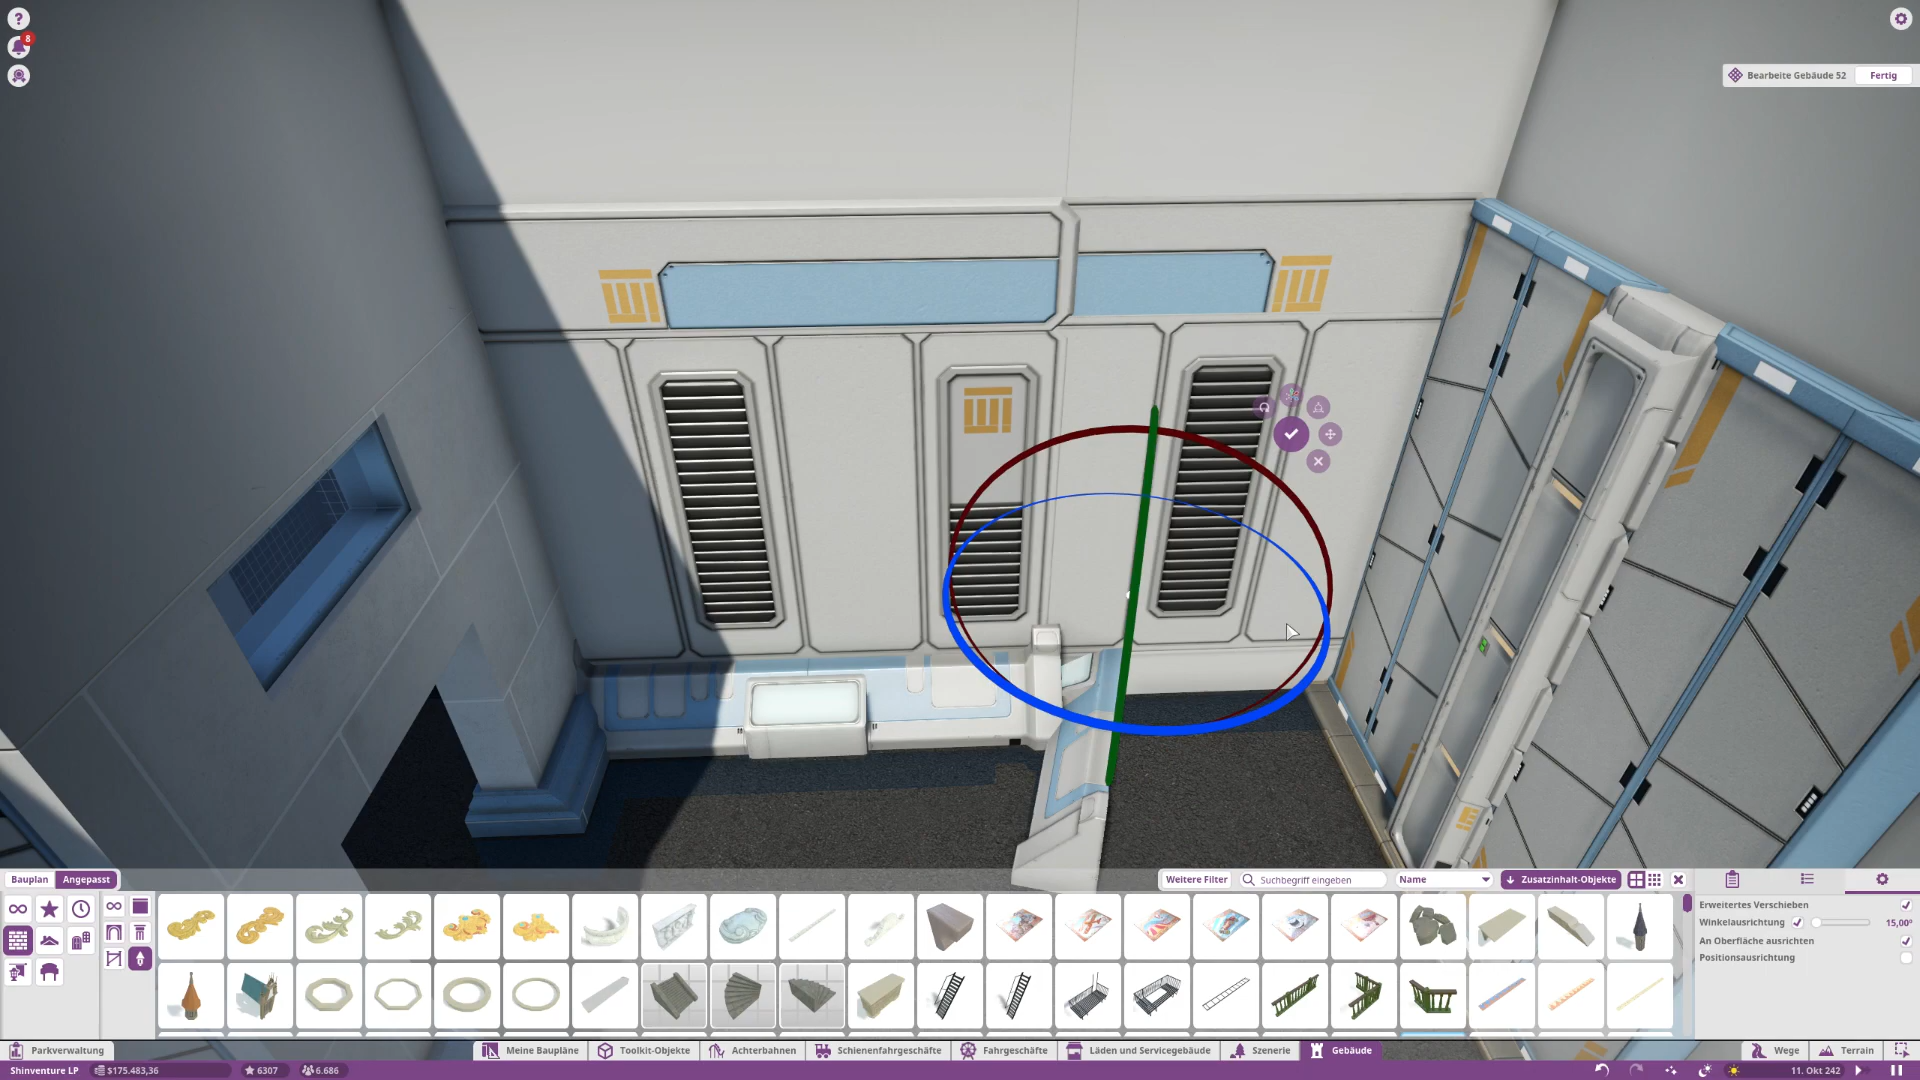 ?
8
Bearbeite Gebäude 52
Fertig
Bauplan
Angepasst
Weitere Filter
Suchbegriff eingeben
Name
Zusatzinhalt-Objekte
Erweitertes Verschieben
Winkelausrichtung
15,00°
An Oberfläche ausrichten
Positionsausrichtung
Parkverwaltung
Meine Baupläne
Toolkit-Objekte
Achterbahnen
Schienenfahrgeschäfte
Fahrgeschäfte
Läden und Servicegebäude
Szenerie
Gebäude
Wege
Terrain
Shinventure LP
$175.483,36
6307
6.686
11. Okt 242